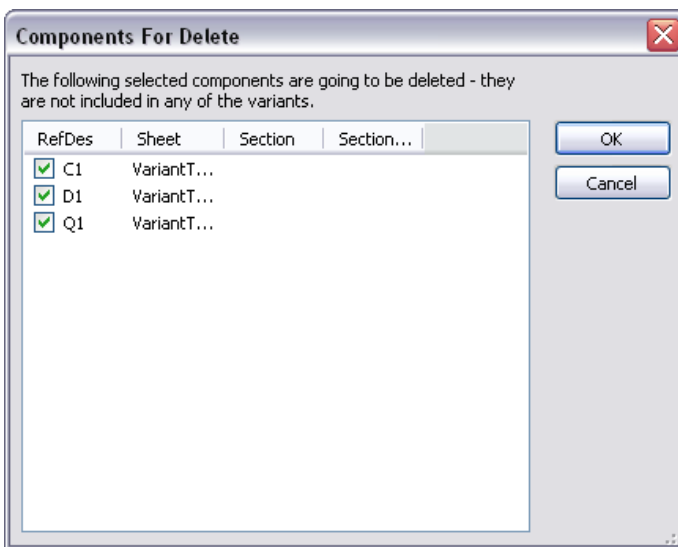 Components For Delete
The following selected components are going to be deleted - they
are not included in any of the variants.
RefDes Sheet Section Section...
C1 VariantT...
D1 VariantT...
Q1 VariantT...
OK
Cancel